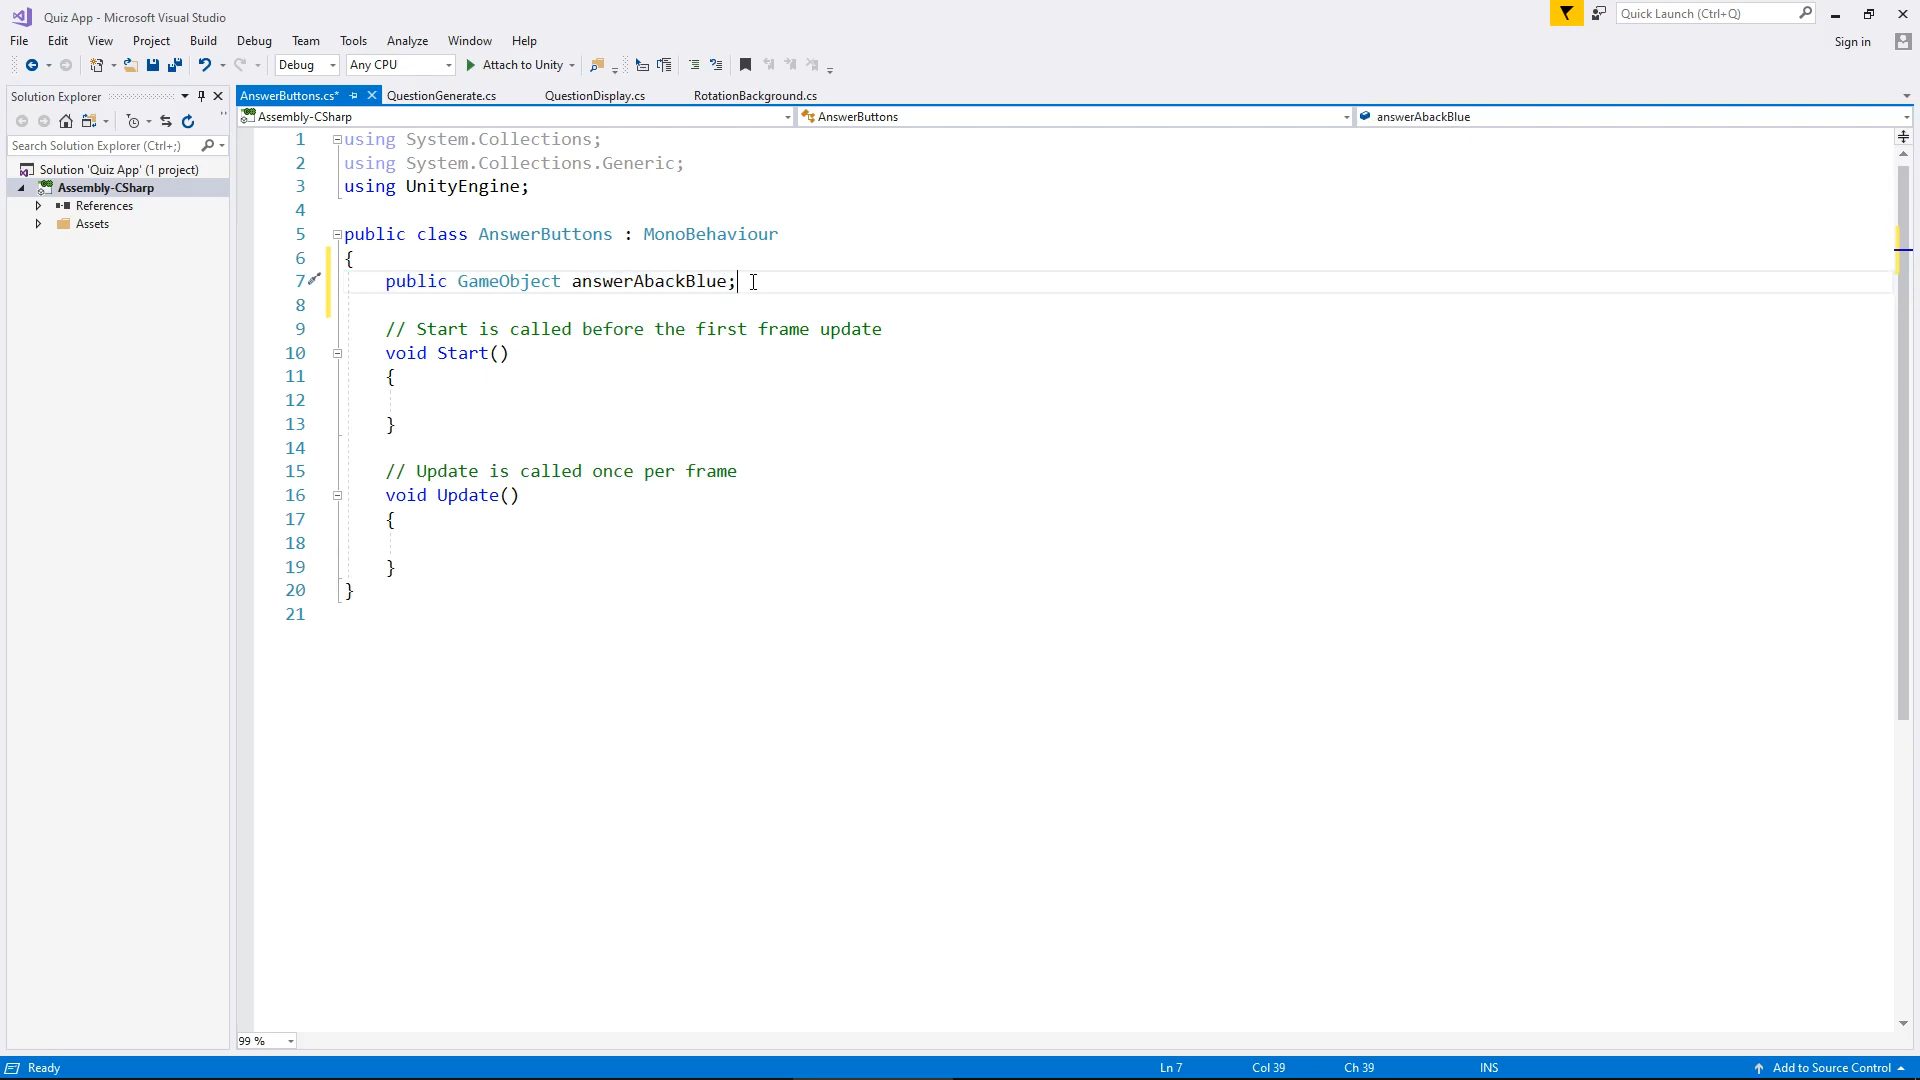 Quiz App - Microsoft Visual Studio
Quick Launch (Ctrl+Q)
File Edit View Project Build Debug Team Tools Analyze Window Help
Sign in
Debug Any CPU Attach to Unity
Solution Explorer
AnswerButtons.cs* QuestionGenerate.cs QuestionDisplay.cs RotationBackground.cs
Assembly-CSharp AnswerButtons answerAbackBlue
Search Solution Explorer (Ctrl+;)
Solution 'Quiz App' (1 project)
Assembly-CSharp
References
Assets
1 using System.Collections;
2 using System.Collections.Generic;
3 using UnityEngine;
4
5 public class AnswerButtons : MonoBehaviour
6 {
7 public GameObject answerAbackBlue;
8
9 // Start is called before the first frame update
10 void Start()
11 {
12
13 }
14
15 // Update is called once per frame
16 void Update()
17 {
18
19 }
20 }
21
99 %
Ready Ln 7 Col 39 Ch 39 INS Add to Source Control